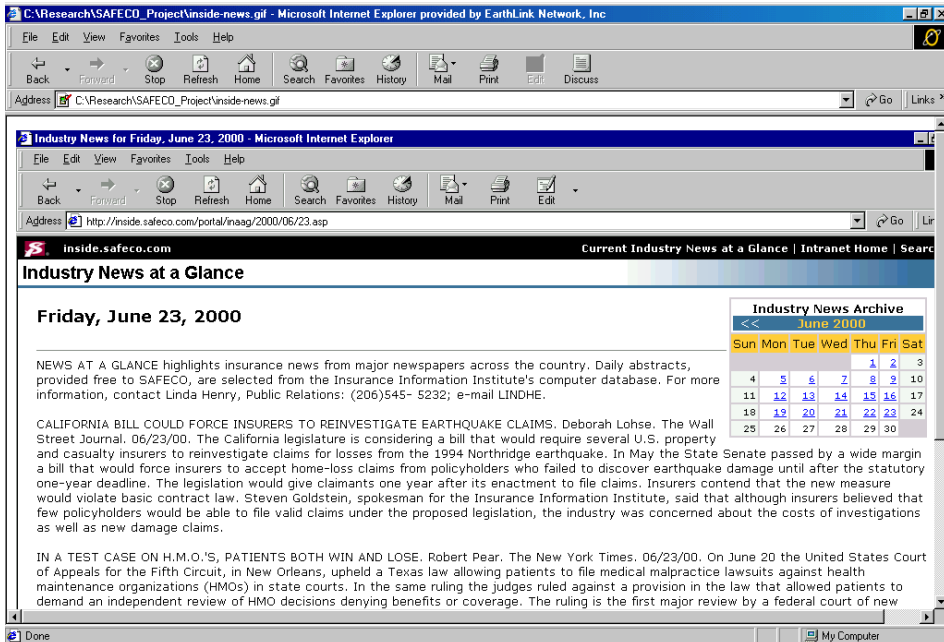 C:\Research\SAFECO_Project\inside-news.gif - Microsoft Internet Explorer provided by EarthLink Network, Inc
File Edit View Favorites Tools Help
Back Forward Stop Refresh Home Search Favorites History Mail Print Edit Discuss
Address C:\Research\SAFECO_Project\inside-news.gif Go Links »
Industry News for Friday, June 23, 2000 - Microsoft Internet Explorer
File Edit View Favorites Tools Help
Back Forward Stop Refresh Home Search Favorites History Mail Print Edit
Address http://inside.safeco.com/portal/inaag/2000/06/23.asp Go Lin
inside.safeco.com Current Industry News at a Glance | Intranet Home | Searc
Industry News at a Glance
Friday, June 23, 2000
Industry News Archive
<< June 2000
Sun Mon Tue Wed Thu Fri Sat
1 2 3
4 5 6 7 8 9 10
11 12 13 14 15 16 17
18 19 20 21 22 23 24
25 26 27 28 29 30
NEWS AT A GLANCE highlights insurance news from major newspapers across the country. Daily abstracts,
provided free to SAFECO, are selected from the Insurance Information Institute's computer database. For more
information, contact Linda Henry, Public Relations: (206)545- 5232; e-mail LINDHE.
CALIFORNIA BILL COULD FORCE INSURERS TO REINVESTIGATE EARTHQUAKE CLAIMS. Deborah Lohse. The Wall
Street Journal. 06/23/00. The California legislature is considering a bill that would require several U.S. property
and casualty insurers to reinvestigate claims for losses from the 1994 Northridge earthquake. In May the State Senate passed by a wide margin
a bill that would force insurers to accept home-loss claims from policyholders who failed to discover earthquake damage until after the statutory
one-year deadline. The legislation would give claimants one year after its enactment to file claims. Insurers contend that the new measure
would violate basic contract law. Steven Goldstein, spokesman for the Insurance Information Institute, said that although insurers believed that
few policyholders would be able to file valid claims under the proposed legislation, the industry was concerned about the costs of investigations
as well as new damage claims.
IN A TEST CASE ON H.M.O.'S, PATIENTS BOTH WIN AND LOSE. Robert Pear. The New York Times. 06/23/00. On June 20 the United States Court
of Appeals for the Fifth Circuit, in New Orleans, upheld a Texas law allowing patients to file medical malpractice lawsuits against health
maintenance organizations (HMOs) in state courts. In the same ruling the judges ruled against a provision in the law that allowed patients to
demand an independent review of HMO decisions denying benefits or coverage. The ruling is the first major review by a federal court of new
Done My Computer